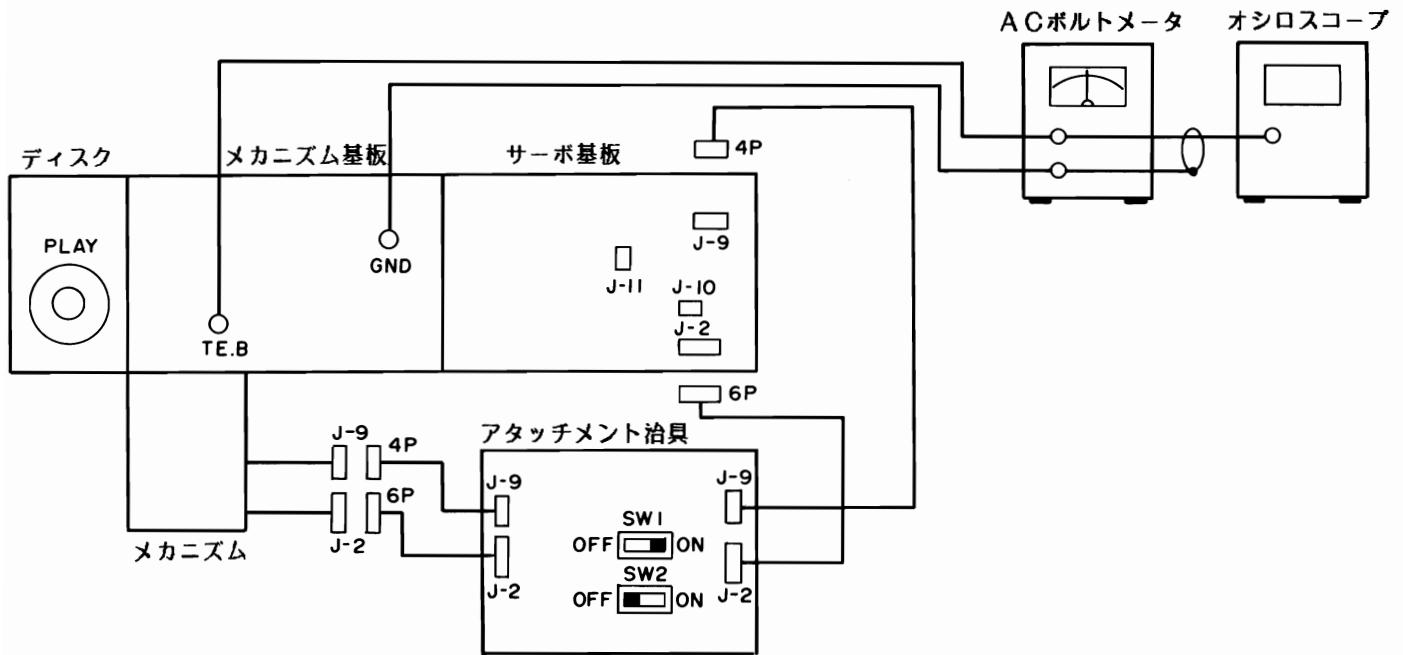 ACボルトメータ
オシロスコープ
4P
ディスク
メカニズム基板
サーボ基板
PLAY
GND
TE.B
J-9
J-11
J-10
J-2
6P
アタッチメント治具
J-9
4P
6P
J-2
メカニズム
J-9
J-2
SW1
OFF ON
SW2
OFF ON
J-9
J-2